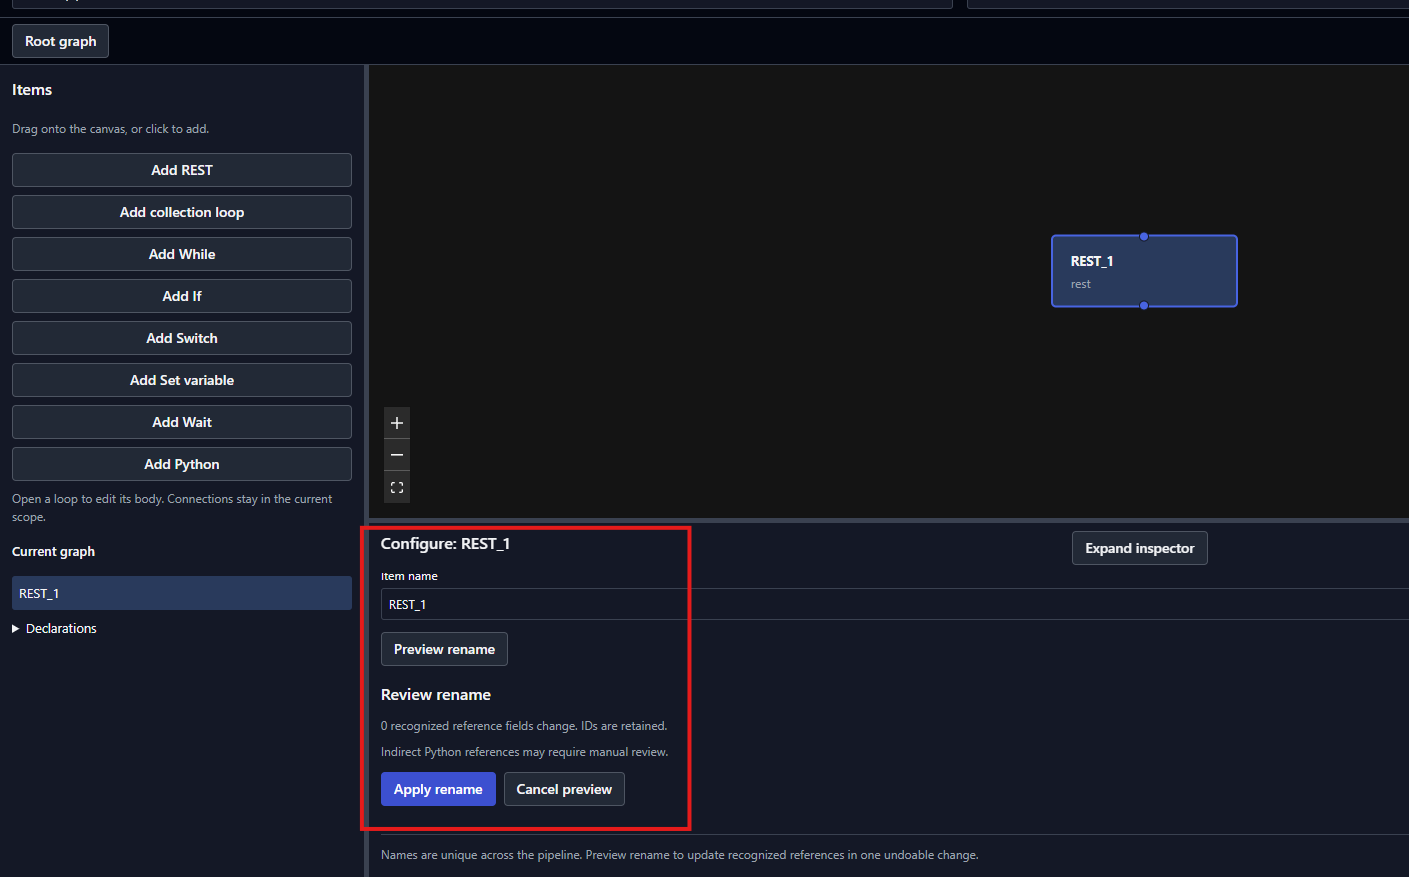 Root graph
Items
Drag onto the canvas, or click to add.
Add REST
Add collection loop
Add While
Add If
Add Switch
Add Set variable
Add Wait
Add Python
Open a loop to edit its body. Connections stay in the current
scope.
Current graph
REST_1
Declarations
REST_1
rest
Configure: REST_1
Expand inspector
Item name
REST_1
Preview rename
Review rename
0 recognized reference fields change. IDs are retained.
Indirect Python references may require manual review.
Apply rename
Cancel preview
Names are unique across the pipeline. Preview rename to update recognized references in one undoable change.